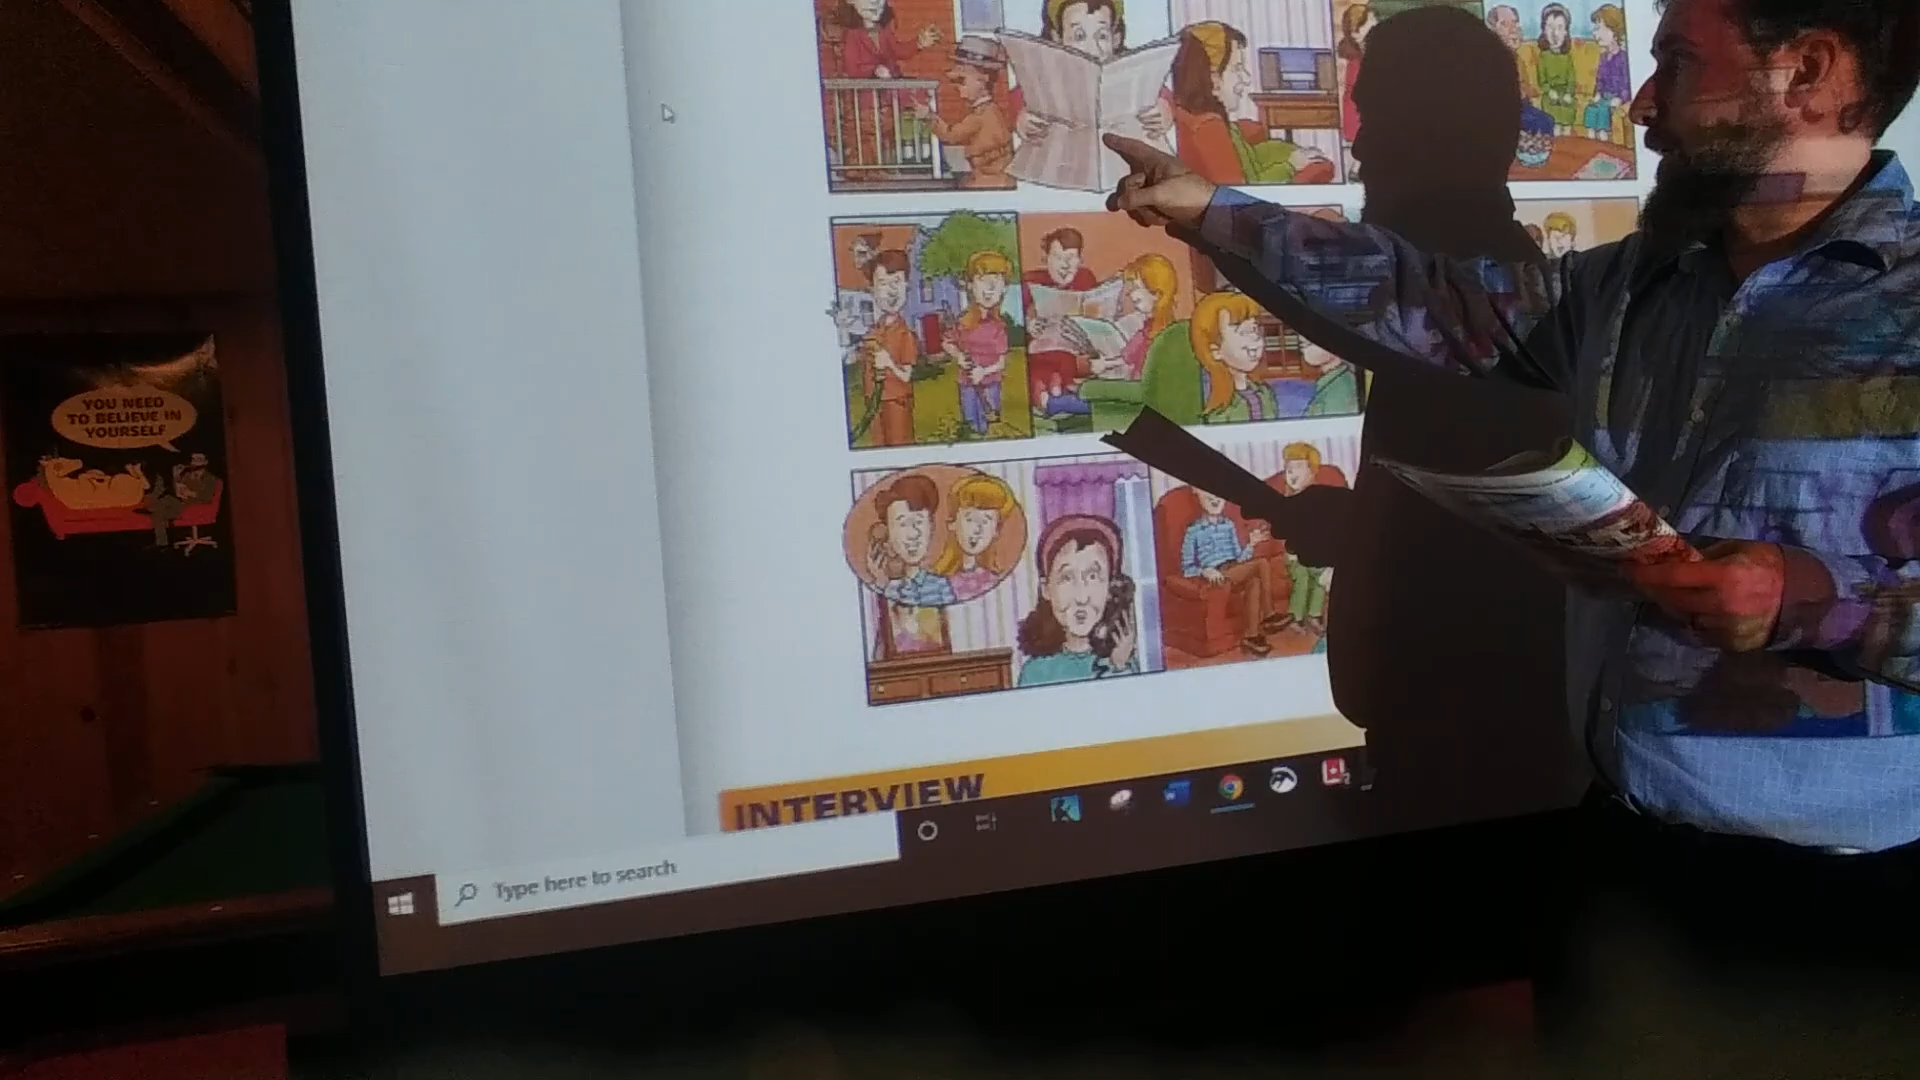 YOU NEED
TO BELIEVE IN
YOURSELF
INTERVIEW
Type here to search